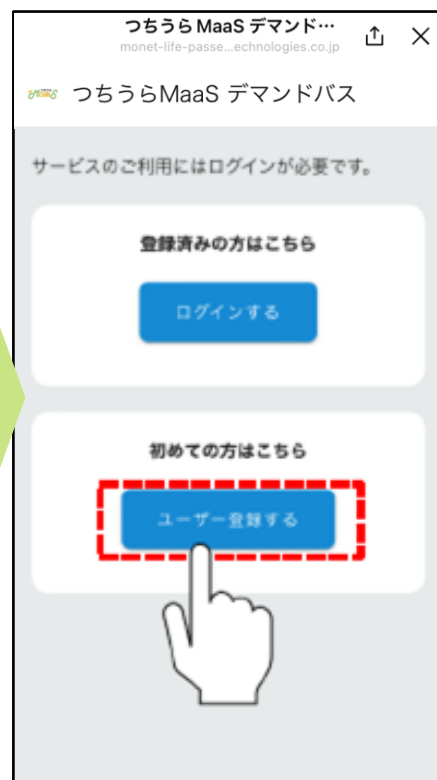 つちうら MaaS デマンド…
monet-life-passe...echnologies.co.jp
つちうらMaaS デマンドバス
サービスのご利用にはログインが必要です。
登録済みの方はこちら
ログインする
初めての方はこちら
ユーザー登録する